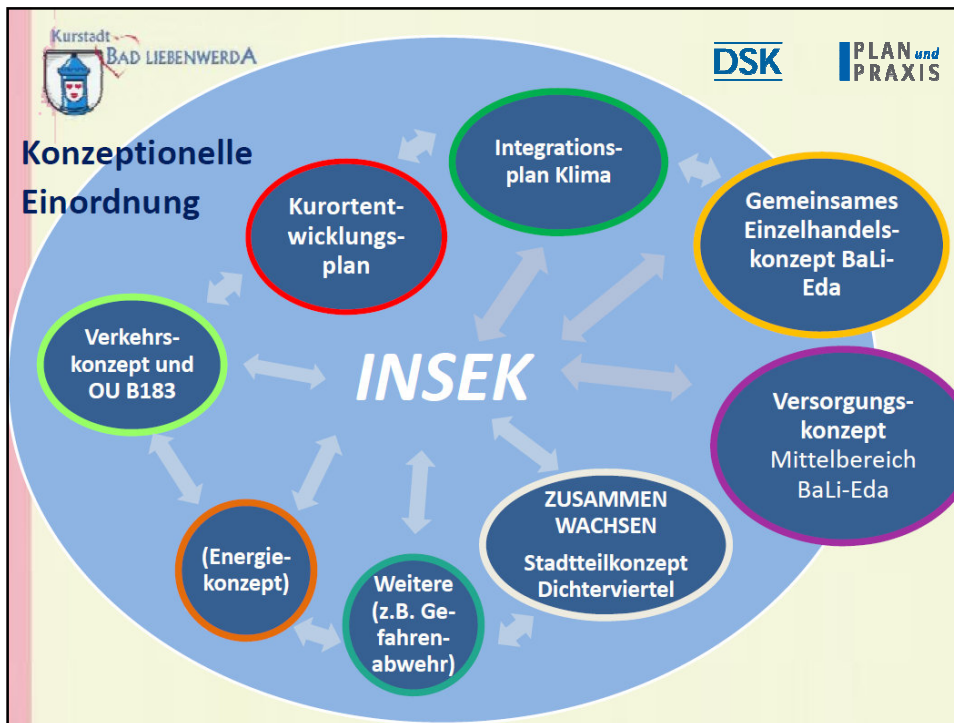 Kurstadt
BAD LIEBENWERDA
DSK
PLAN und
PRAXIS
Konzeptionelle
Einordnung
Integrations-
plan Klima
Kurortent-
wicklungs-
plan
Gemeinsames
Einzelhandels-
konzept BaLi-
Eda
Verkehrs-
konzept und
OU B183
INSEK
Versorgungs-
konzept
Mittelbereich
BaLi-Eda
ZUSAMMEN
WACHSEN
Stadtteilkonzept
Dichterviertel
(Energie-
konzept)
Weitere
(z.B. Ge-
fahren-
abwehr)